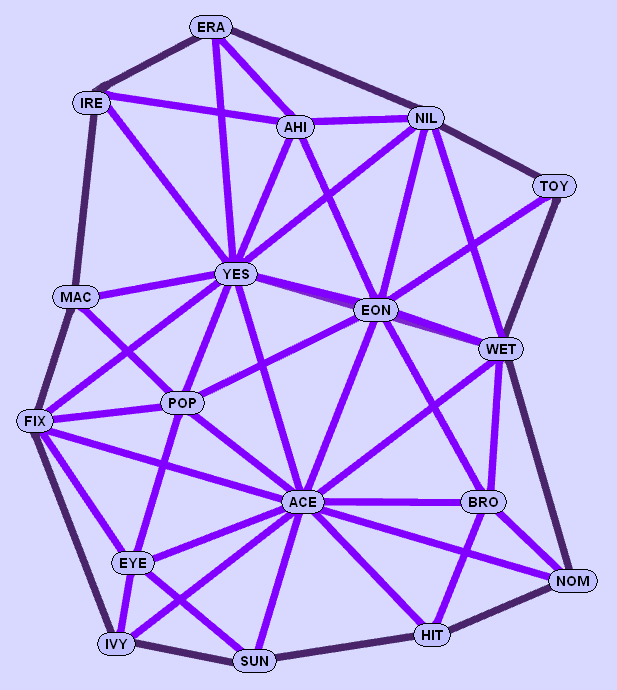 ERA
IRE
AHI
NIL
TOY
YES
MAC
EON
WET
POP
FIX
ACE
BRO
EYE
NOM
HIT
IVY
SUN